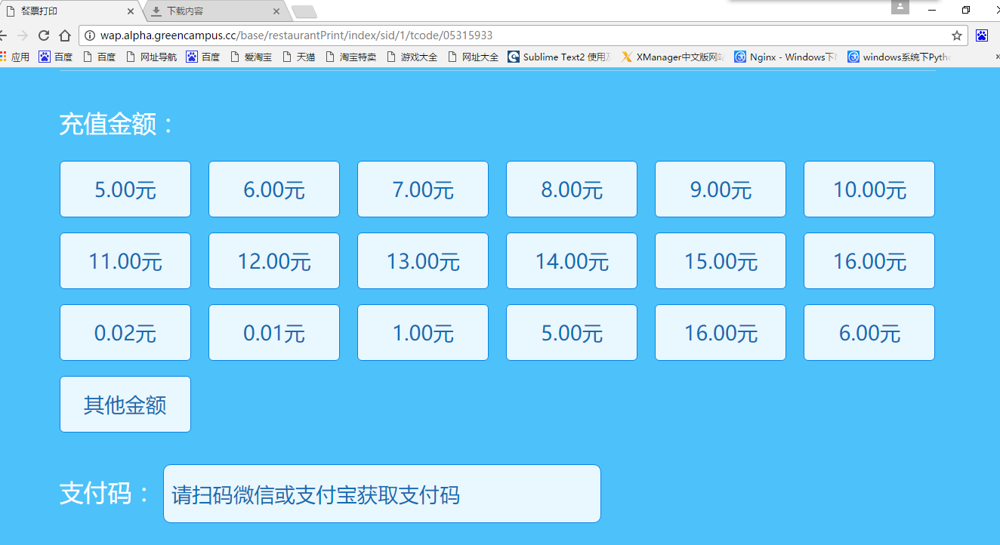 餐票打印
下载内容
wap.alpha.greencampus.cc/base/restaurantPrint/index/sid/1/tcode/05315933
应用 百度 百度 网址导航 百度 爱淘宝 天猫 淘宝特卖 游戏大全 网址大全 Sublime Text2 使用及 XManager中文版网站 Nginx - Windows下 windows系统下Pyth
充值金额：
5.00元 6.00元 7.00元 8.00元 9.00元 10.00元
11.00元 12.00元 13.00元 14.00元 15.00元 16.00元
0.02元 0.01元 1.00元 5.00元 16.00元 6.00元
其他金额
支付码： 请扫码微信或支付宝获取支付码